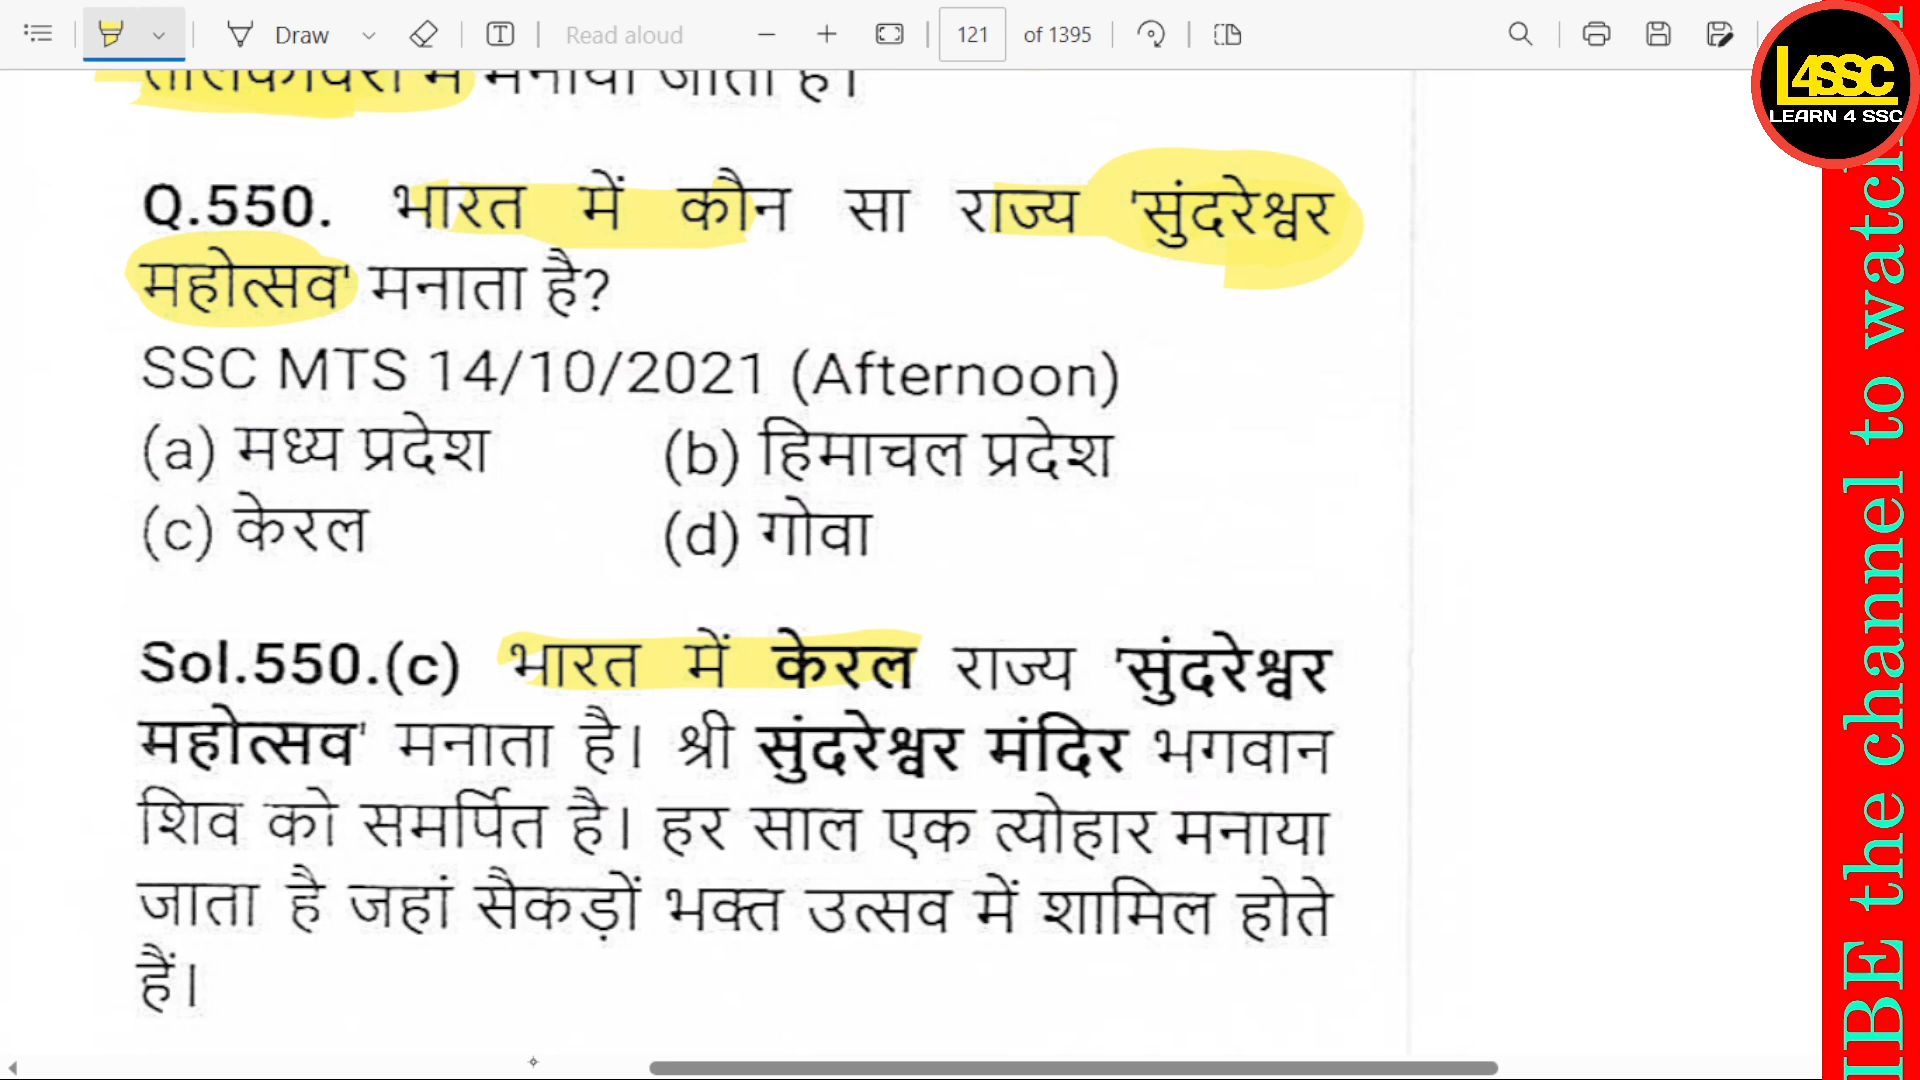 Draw
Read aloud
121 of 1395
L4SSC
LEARN 4 SSC
में मनाया जाता है।
Q.550. भारत में कौन सा राज्य 'सुंदरेश्वर
महोत्सव' मनाता है?
SSC MTS 14/10/2021 (Afternoon)
(a) मध्य प्रदेश (b) हिमाचल प्रदेश
(c) केरल (d) गोवा
Sol.550.(c) भारत में केरल राज्य 'सुंदरेश्वर
महोत्सव' मनाता है। श्री सुंदरेश्वर मंदिर भगवान
शिव को समर्पित है। हर साल एक त्योहार मनाया
जाता है जहां सैकड़ों भक्त उत्सव में शामिल होते
हैं।
IBE the channel to watch